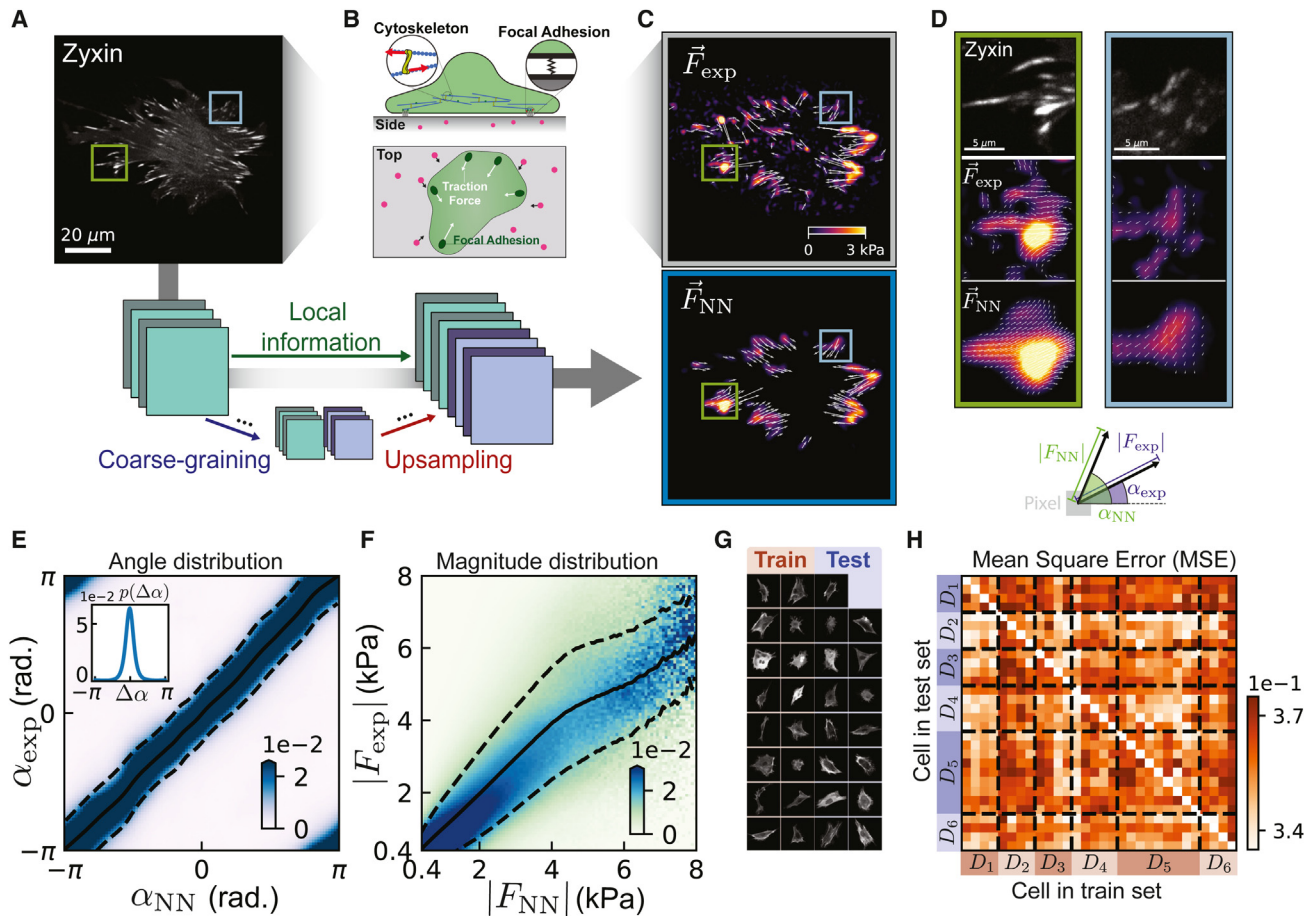 A
Zyxin
20 μm
B
Cytoskeleton
Focal Adhesion
Side
Top
Traction
Force
Focal Adhesion
C
F⃗exp
0 3 kPa
F⃗NN
D
Zyxin
5 μm
5 μm
F⃗exp
F⃗NN
|FNN|
|Fexp|
αexp
Pixel
αNN
Local
information
...
...
Coarse-graining
Upsampling
E
Angle distribution
π
0
−π
αexp (rad.)
1e−2 p(Δα)
5
0
−π Δα π
1e−2
2
0
−π 0 π
αNN (rad.)
F
Magnitude distribution
8
6
4
2
0.4
|Fexp| (kPa)
1e−2
2
0
0.4 2 4 6 8
|FNN| (kPa)
G
Train Test
H
Mean Square Error (MSE)
Cell in test set
D1
D2
D3
D4
D5
D6
D1 D2 D3 D4 D5 D6
Cell in train set
1e−1
3.7
3.4